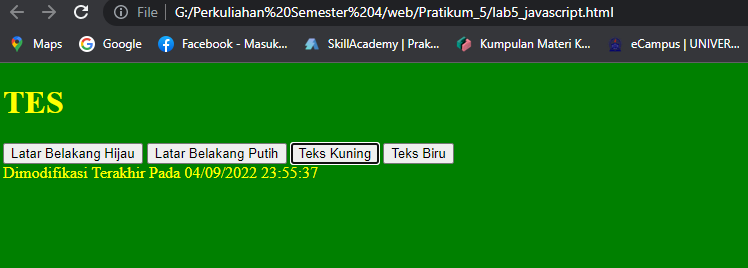 File G:/Perkuliahan%20Semester%204/web/Pratikum_5/lab5_javascript.html
Maps Google Facebook - Masuk... SkillAcademy | Prak... Kumpulan Materi K... eCampus | UNIVER...
TES
Latar Belakang Hijau Latar Belakang Putih Teks Kuning Teks Biru
Dimodifikasi Terakhir Pada 04/09/2022 23:55:37